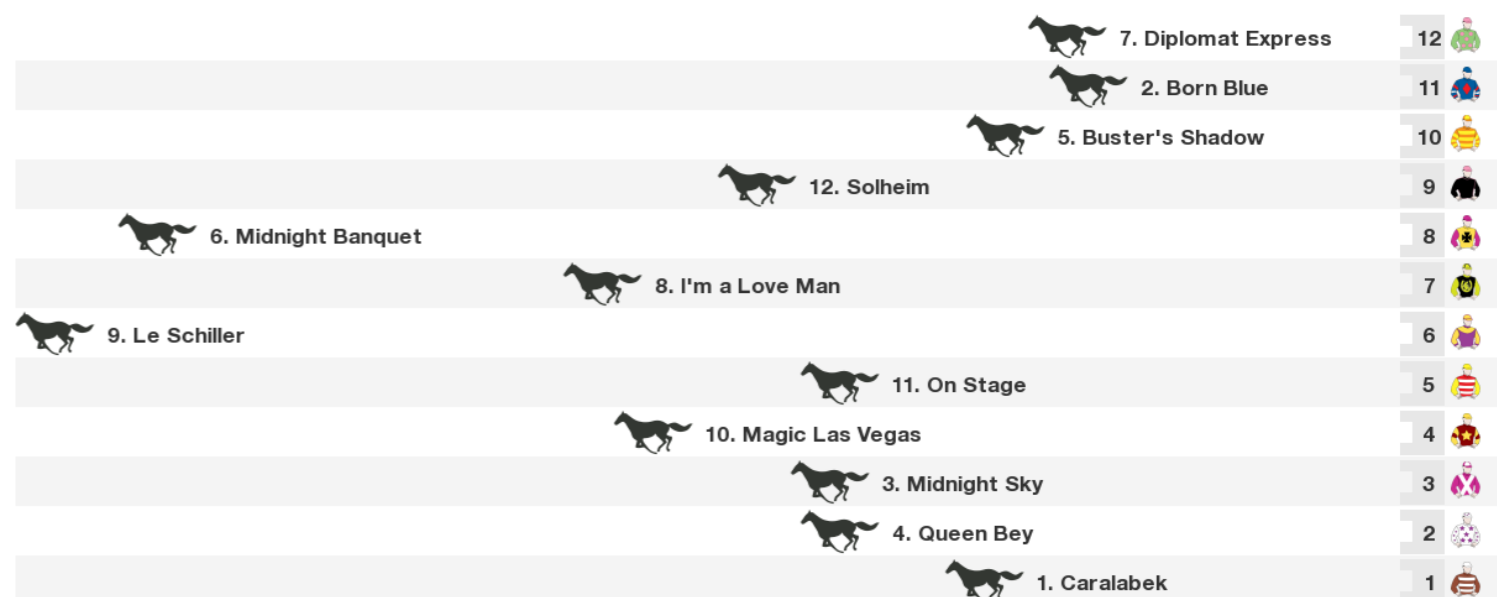 7. Diplomat Express 12
2. Born Blue 11
5. Buster's Shadow 10
12. Solheim 9
6. Midnight Banquet 8
8. I'm a Love Man 7
9. Le Schiller 6
11. On Stage 5
10. Magic Las Vegas 4
3. Midnight Sky 3
4. Queen Bey 2
1. Caralabek 1